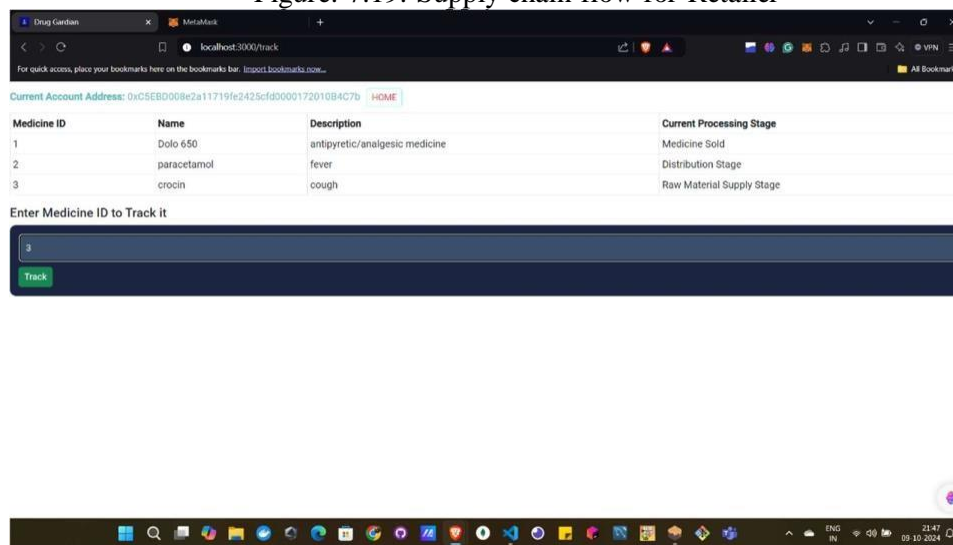 Figure: 7.19: Supply chain flow for Retailer
Drug Gardian
MetaMask
localhost:3000/track
VPN
For quick access, place your bookmarks here on the bookmarks bar. Import bookmarks now...
All Bookmark
Current Account Address: 0xC5EBD008e2a11719fe2425cfd0000172010B4C7b HOME
Medicine ID Name Description Current Processing Stage
1 Dolo 650 antipyretic/analgesic medicine Medicine Sold
2 paracetamol fever Distribution Stage
3 crocin cough Raw Material Supply Stage
Enter Medicine ID to Track it
3
Track
ENG 21:47
IN 09-10-2024